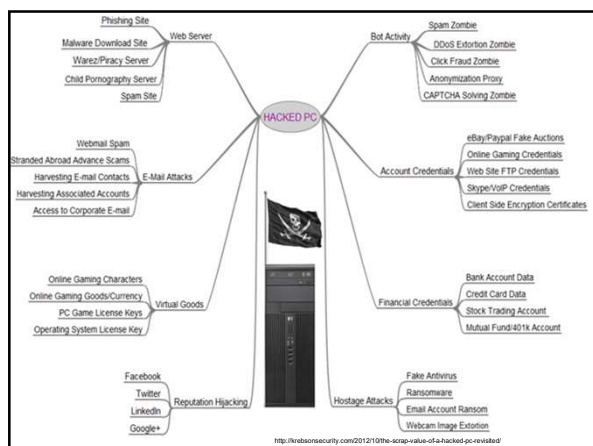 HACKED PC
Web Server
Phishing Site
Malware Download Site
Warez/Piracy Server
Child Pornography Server
Spam Site
E-Mail Attacks
Webmail Spam
Stranded Abroad Advance Scams
Harvesting E-mail Contacts
Harvesting Associated Accounts
Access to Corporate E-mail
Virtual Goods
Online Gaming Characters
Online Gaming Goods/Currency
PC Game License Keys
Operating System License Key
Reputation Hijacking
Facebook
Twitter
LinkedIn
Google+
Bot Activity
Spam Zombie
DDoS Extortion Zombie
Click Fraud Zombie
Anonymization Proxy
CAPTCHA Solving Zombie
Account Credentials
eBay/Paypal Fake Auctions
Online Gaming Credentials
Web Site FTP Credentials
Skype/VoIP Credentials
Client Side Encryption Certificates
Financial Credentials
Bank Account Data
Credit Card Data
Stock Trading Account
Mutual Fund/401k Account
Hostage Attacks
Fake Antivirus
Ransomware
Email Account Ransom
Webcam Image Extortion
http://krebsonsecurity.com/2012/10/the-scrap-value-of-a-hacked-pc-revisited/